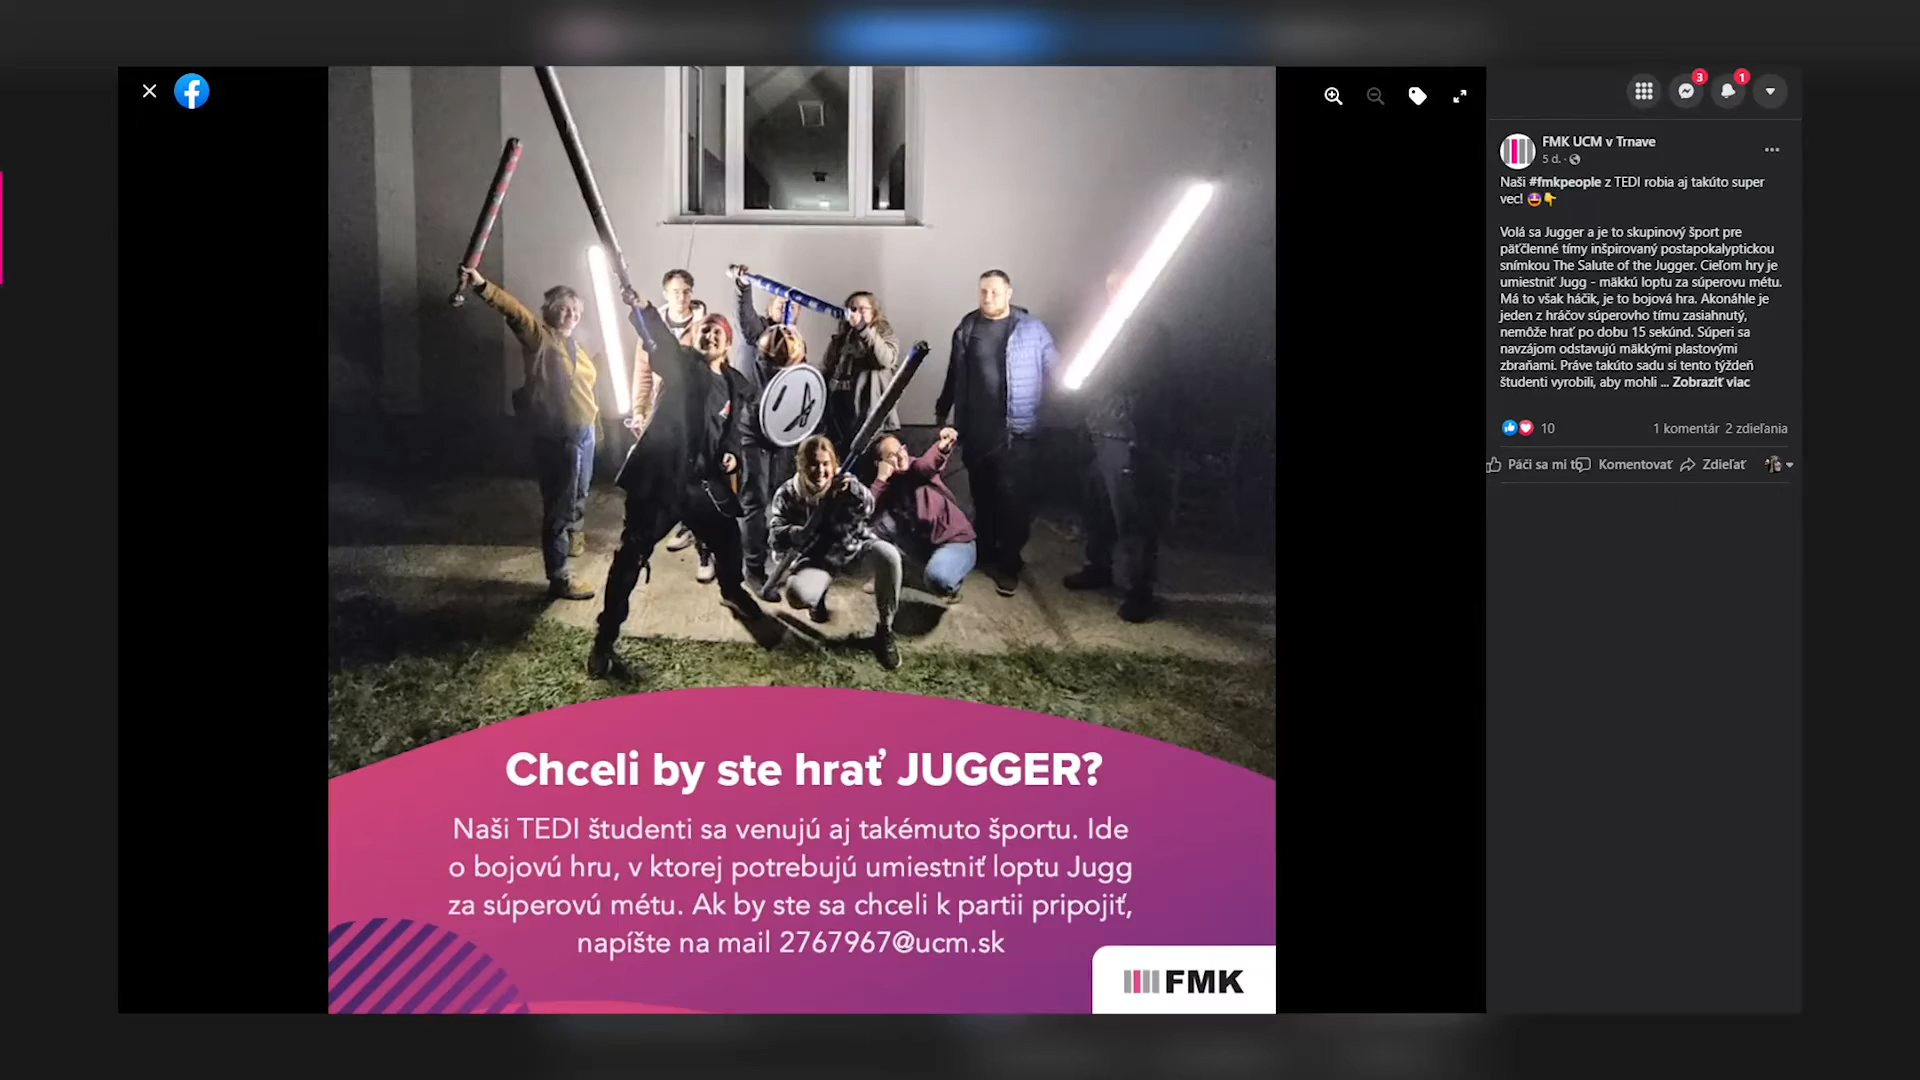 Chceli by ste hrať JUGGER?
Naši TEDI študenti sa venujú aj takémuto športu. Ide
o bojovú hru, v ktorej potrebujú umiestniť loptu Jugg
za súperovú métu. Ak by ste sa chceli k partii pripojiť,
napíšte na mail 2767967@ucm.sk
FMK
3
1
FMK UCM v Trnave
5 d. ·
Naši #fmkpeople z TEDI robia aj takúto super
vec!
Volá sa Jugger a je to skupinový šport pre
päťčlenné tímy inšpirovaný postapokalyptickou
snímkou The Salute of the Jugger. Cieľom hry je
umiestniť Jugg - mäkkú loptu za súperovu métu.
Má to však háčik, je to bojová hra. Akonáhle je
jeden z hráčov súperovho tímu zasiahnutý,
nemôže hrať po dobu 15 sekúnd. Súperi sa
navzájom odstavujú mäkkými plastovými
zbraňami. Práve takúto sadu si tento týždeň
študenti vyrobili, aby mohli ... Zobraziť viac
10
1 komentár 2 zdieľania
Páči sa mi to Komentovať Zdieľať